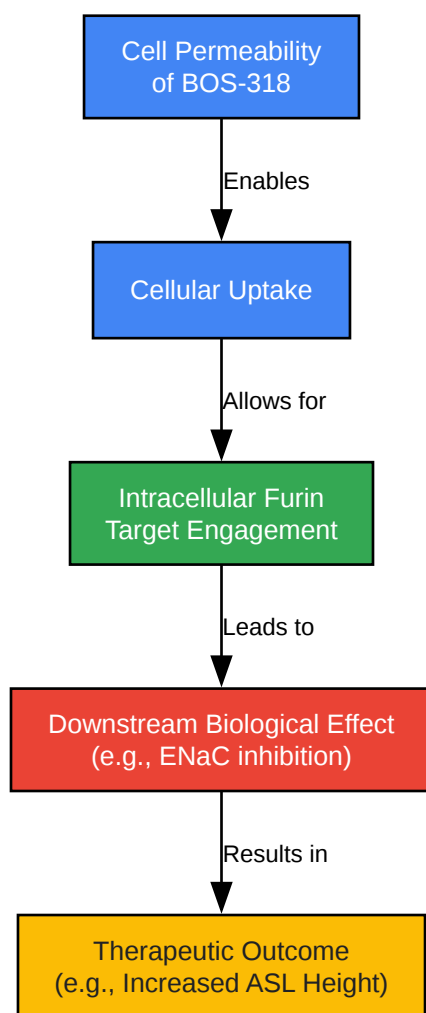 Cell Permeability
of BOS-318
Enables
Cellular Uptake
Allows for
Intracellular Furin
Target Engagement
Leads to
Downstream Biological Effect
(e.g., ENaC inhibition)
Results in
Therapeutic Outcome
(e.g., Increased ASL Height)